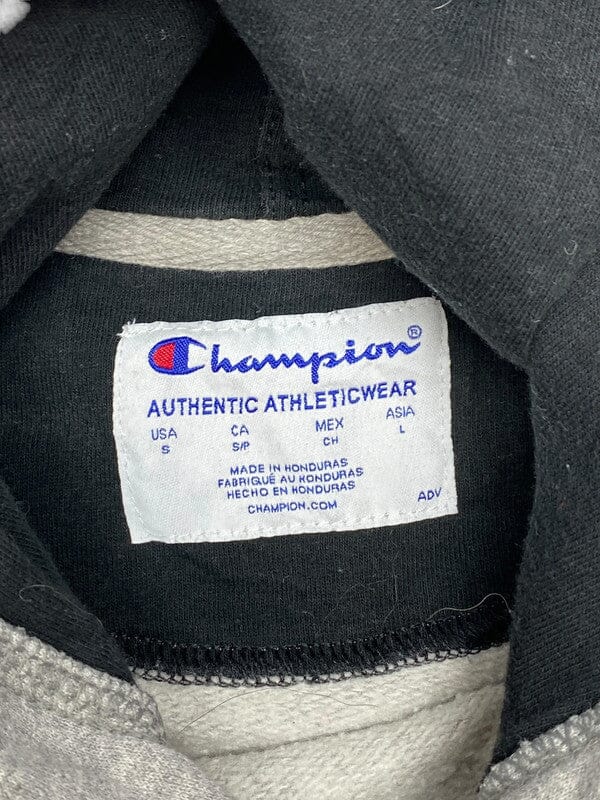 Champion®
AUTHENTIC ATHLETICWEAR
USA CA MEX ASIA
S S/P CH L
MADE IN HONDURAS
FABRIQUÉ AU HONDURAS
HECHO EN HONDURAS
CHAMPION.COM ADV